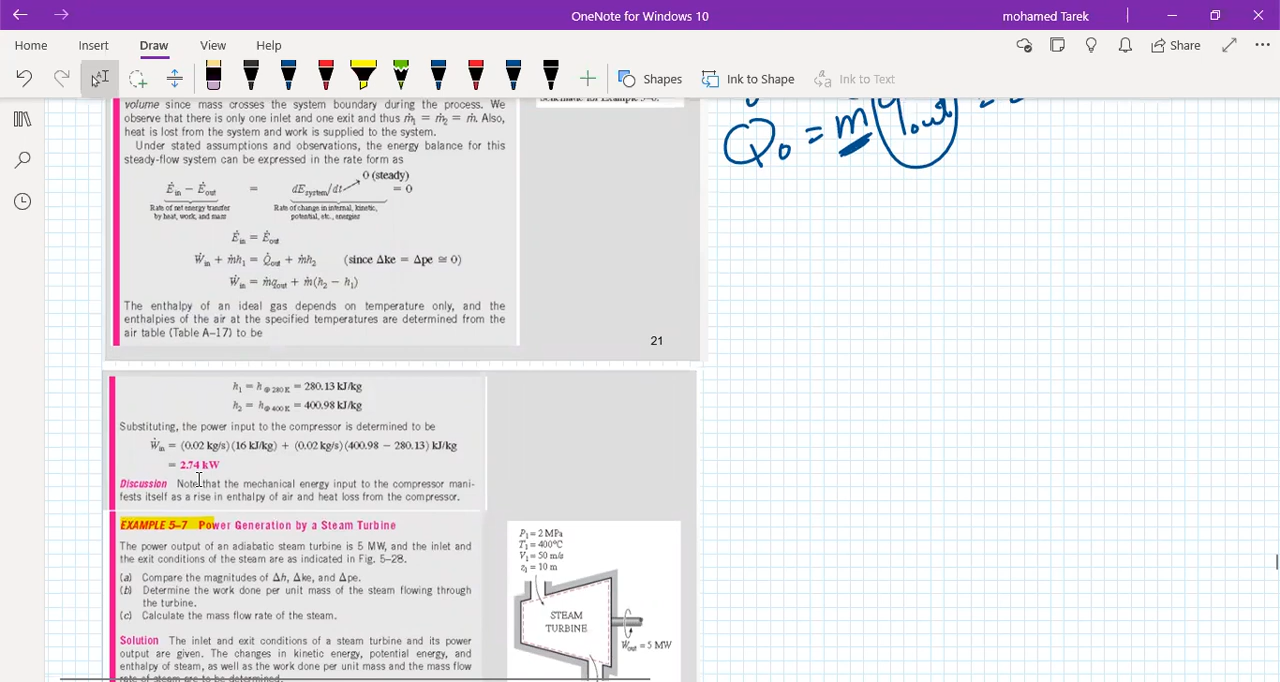 OneNote for Windows 10
mohamed Tarek
Home Insert Draw View Help
Share
Shapes
Ink to Shape
Ink to Text
volume since mass crosses the system boundary during the process. We
observe that there is only one inlet and one exit and thus ṁ₁ = ṁ₂ = ṁ. Also,
heat is lost from the system and work is supplied to the system.
Under stated assumptions and observations, the energy balance for this
steady-flow system can be expressed in the rate form as
Ėin − Ėout = dEsystem/dt ↗ 0 (steady) = 0
Rate of net energy transfer
by heat, work, and mass
Rate of change in internal, kinetic,
potential, etc., energies
Ėin = Ėout
Ẇin + ṁh₁ = Q̇out + ṁh₂ (since Δke = Δpe ≅ 0)
Ẇin = ṁqout + ṁ(h₂ − h₁)
The enthalpy of an ideal gas depends on temperature only, and the
enthalpies of the air at the specified temperatures are determined from the
air table (Table A–17) to be
21
Q₀ = m(qout)
h₁ = h@ 280 K = 280.13 kJ/kg
h₂ = h@ 400 K = 400.98 kJ/kg
Substituting, the power input to the compressor is determined to be
Ẇin = (0.02 kg/s)(16 kJ/kg) + (0.02 kg/s)(400.98 − 280.13) kJ/kg
= 2.74 kW
Discussion Note that the mechanical energy input to the compressor mani-
fests itself as a rise in enthalpy of air and heat loss from the compressor.
EXAMPLE 5–7 Power Generation by a Steam Turbine
The power output of an adiabatic steam turbine is 5 MW, and the inlet and
the exit conditions of the steam are as indicated in Fig. 5–28.
(a) Compare the magnitudes of Δh, Δke, and Δpe.
(b) Determine the work done per unit mass of the steam flowing through
the turbine.
(c) Calculate the mass flow rate of the steam.
Solution The inlet and exit conditions of a steam turbine and its power
output are given. The changes in kinetic energy, potential energy, and
enthalpy of steam, as well as the work done per unit mass and the mass flow
rate of steam are to be determined.
P₁ = 2 MPa
T₁ = 400°C
V₁ = 50 m/s
z₁ = 10 m
STEAM
TURBINE
Wout = 5 MW